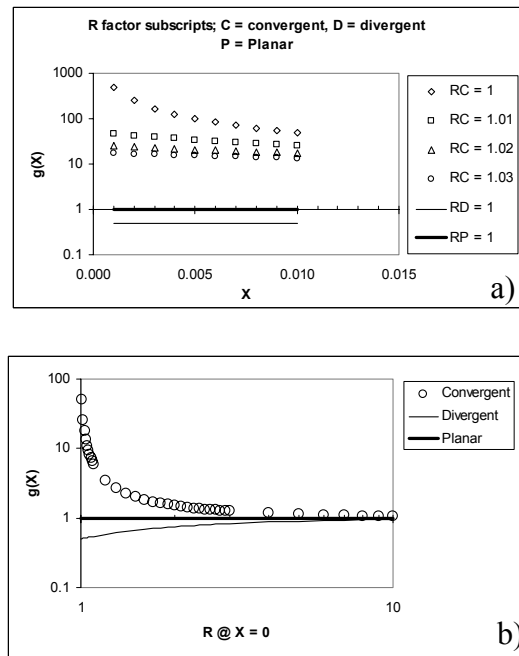 R factor subscripts; C = convergent, D = divergent
P = Planar
1000
100
10
1
0.1
g(X)
0.000
0.005
0.010
0.015
X
RC = 1
RC = 1.01
RC = 1.02
RC = 1.03
RD = 1
RP = 1
a)
100
10
1
0.1
g(X)
1
10
R @ X = 0
Convergent
Divergent
Planar
b)